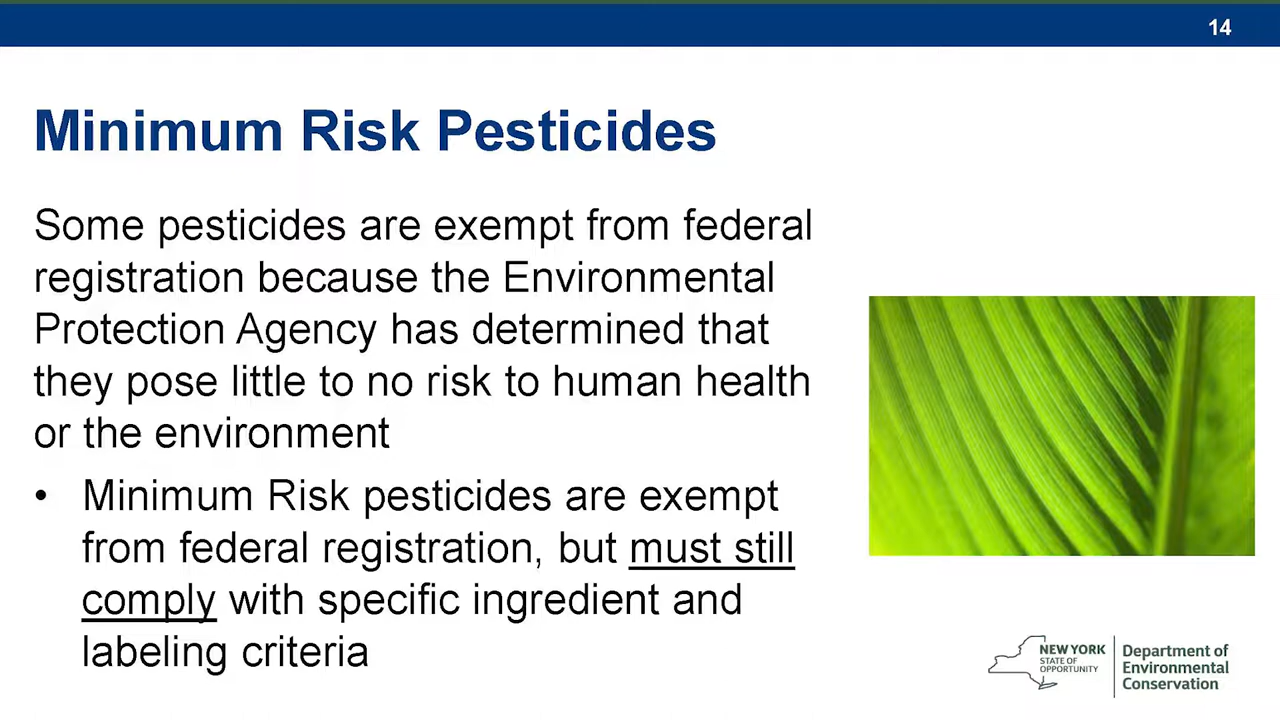 14
Minimum Risk Pesticides
Some pesticides are exempt from federal
registration because the Environmental
Protection Agency has determined that
they pose little to no risk to human health
or the environment
• Minimum Risk pesticides are exempt
from federal registration, but must still
comply with specific ingredient and
labeling criteria
NEW YORK
STATE OF
OPPORTUNITY
Department of
Environmental
Conservation